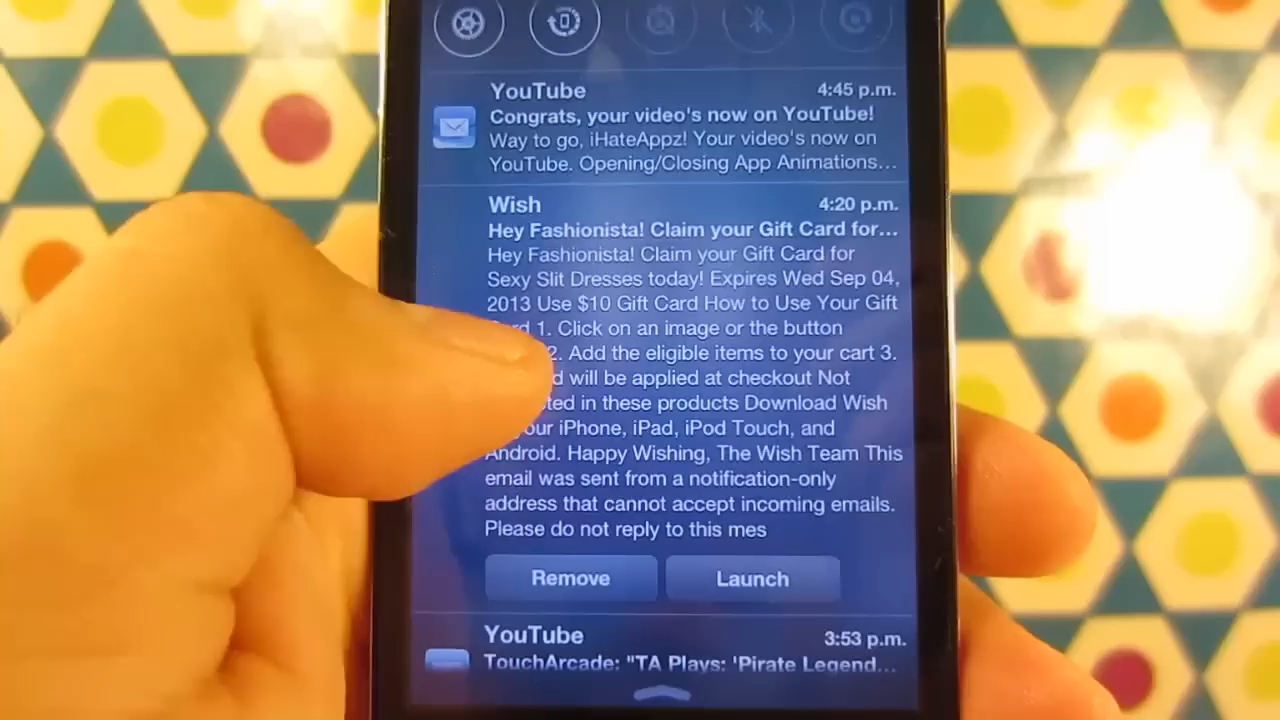 YouTube 4:45 p.m.
Congrats, your video's now on YouTube!
Way to go, iHateAppz! Your video's now on
YouTube. Opening/Closing App Animations...
Wish 4:20 p.m.
Hey Fashionista! Claim your Gift Card for...
Hey Fashionista! Claim your Gift Card for
Sexy Slit Dresses today! Expires Wed Sep 04,
2013 Use $10 Gift Card How to Use Your Gift
1. Click on an image or the button
2. Add the eligible items to your cart 3.
will be applied at checkout Not
in these products Download Wish
iPhone, iPad, iPod Touch, and
Android. Happy Wishing, The Wish Team This
email was sent from a notification-only
address that cannot accept incoming emails.
Please do not reply to this mes
Remove Launch
YouTube 3:53 p.m.
TouchArcade: "TA Plays: 'Pirate Legend...